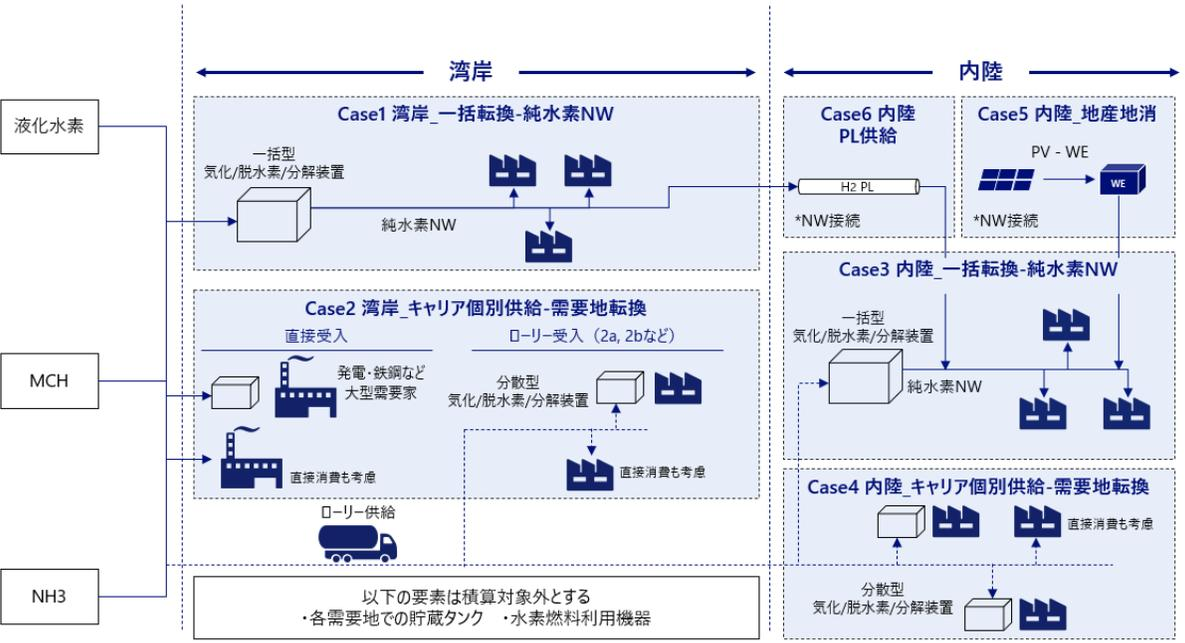 湾岸
内陸
液化水素
MCH
NH3
Case1 湾岸_一括転換-純水素NW
一括型
気化/脱水素/分解装置
純水素NW
Case2 湾岸_キャリア個別供給-需要地転換
直接受入
発電・鉄鋼など
大型需要家
直接消費も考慮
ローリー受入（2a, 2bなど）
分散型
気化/脱水素/分解装置
直接消費も考慮
ローリー供給
以下の要素は積算対象外とする
・各需要地での貯蔵タンク　・水素燃料利用機器
Case6 内陸
PL供給
H2 PL
*NW接続
Case5 内陸_地産地消
PV - WE
WE
*NW接続
Case3 内陸_一括転換-純水素NW
一括型
気化/脱水素/分解装置
純水素NW
Case4 内陸_キャリア個別供給-需要地転換
直接消費も考慮
分散型
気化/脱水素/分解装置